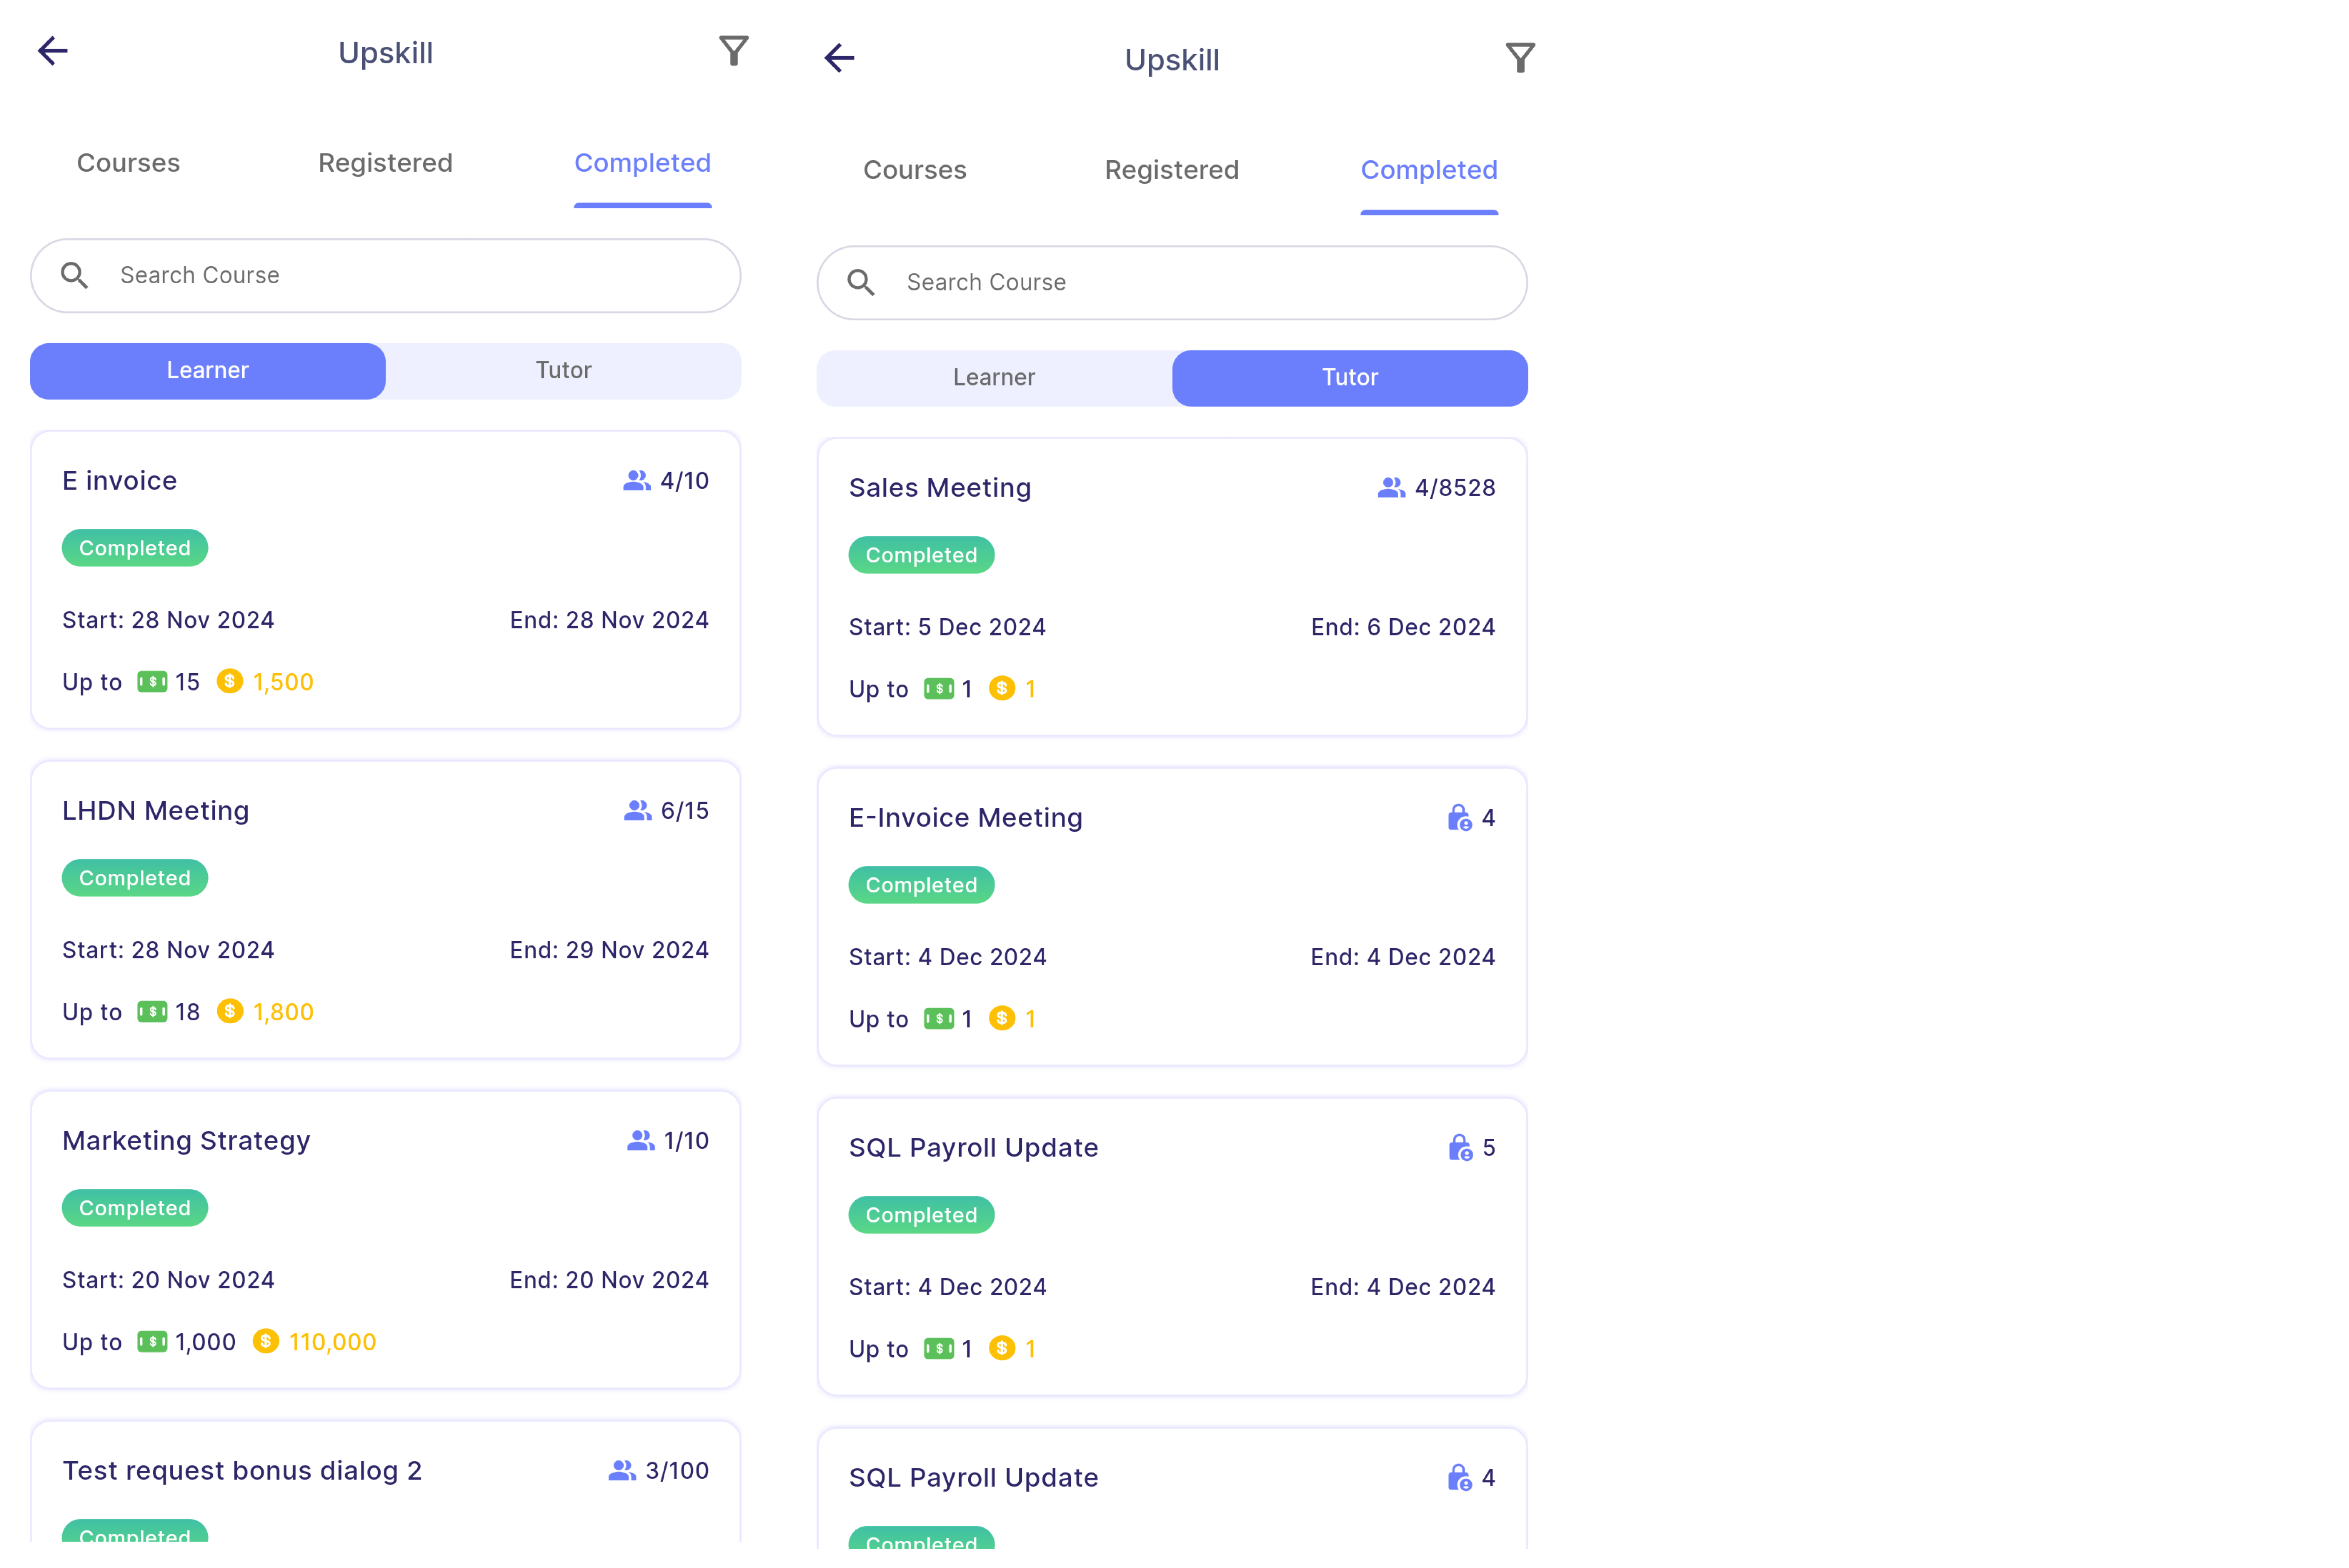 Upskill
Courses Registered Completed
Search Course
Learner Tutor
E invoice 4/10
Completed
Start: 28 Nov 2024 End: 28 Nov 2024
Up to 15 1,500
LHDN Meeting 6/15
Completed
Start: 28 Nov 2024 End: 29 Nov 2024
Up to 18 1,800
Marketing Strategy 1/10
Completed
Start: 20 Nov 2024 End: 20 Nov 2024
Up to 1,000 110,000
Test request bonus dialog 2 3/100
Completed
Upskill
Courses Registered Completed
Search Course
Learner Tutor
Sales Meeting 4/8528
Completed
Start: 5 Dec 2024 End: 6 Dec 2024
Up to 1 1
E-Invoice Meeting 4
Completed
Start: 4 Dec 2024 End: 4 Dec 2024
Up to 1 1
SQL Payroll Update 5
Completed
Start: 4 Dec 2024 End: 4 Dec 2024
Up to 1 1
SQL Payroll Update 4
Completed